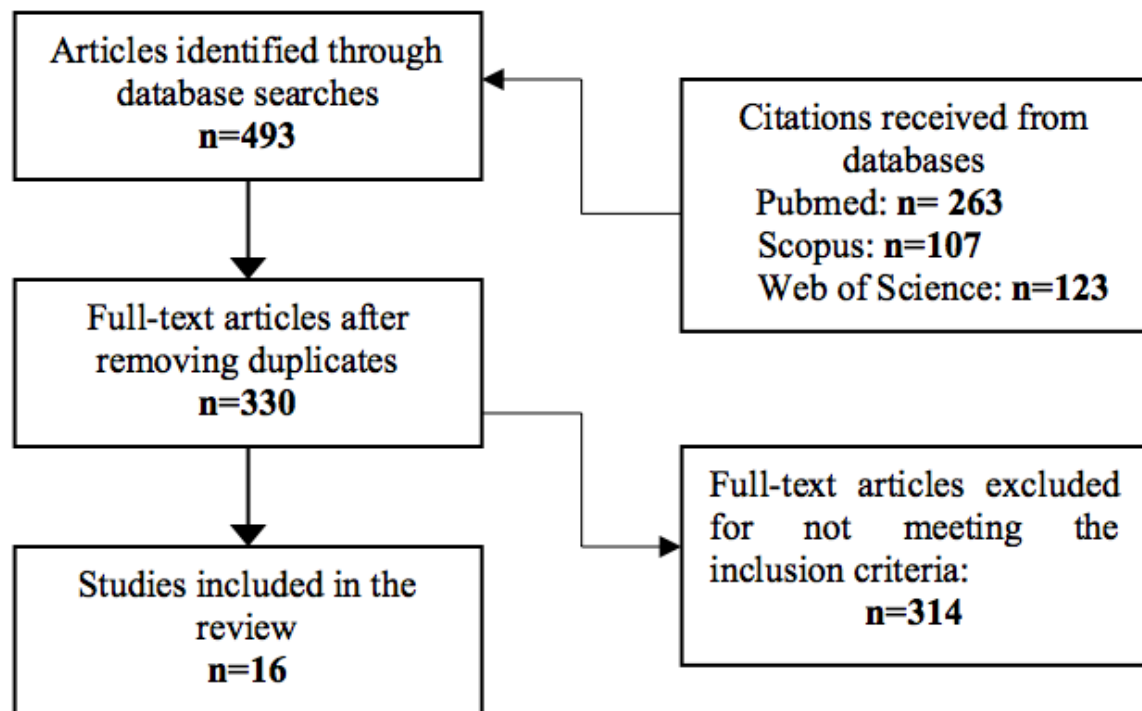 Articles identified through
database searches
n=493
Citations received from
databases
Pubmed: n= 263
Scopus: n=107
Web of Science: n=123
Full-text articles after
removing duplicates
n=330
Full-text articles excluded
for not meeting the
inclusion criteria:
n=314
Studies included in the
review
n=16